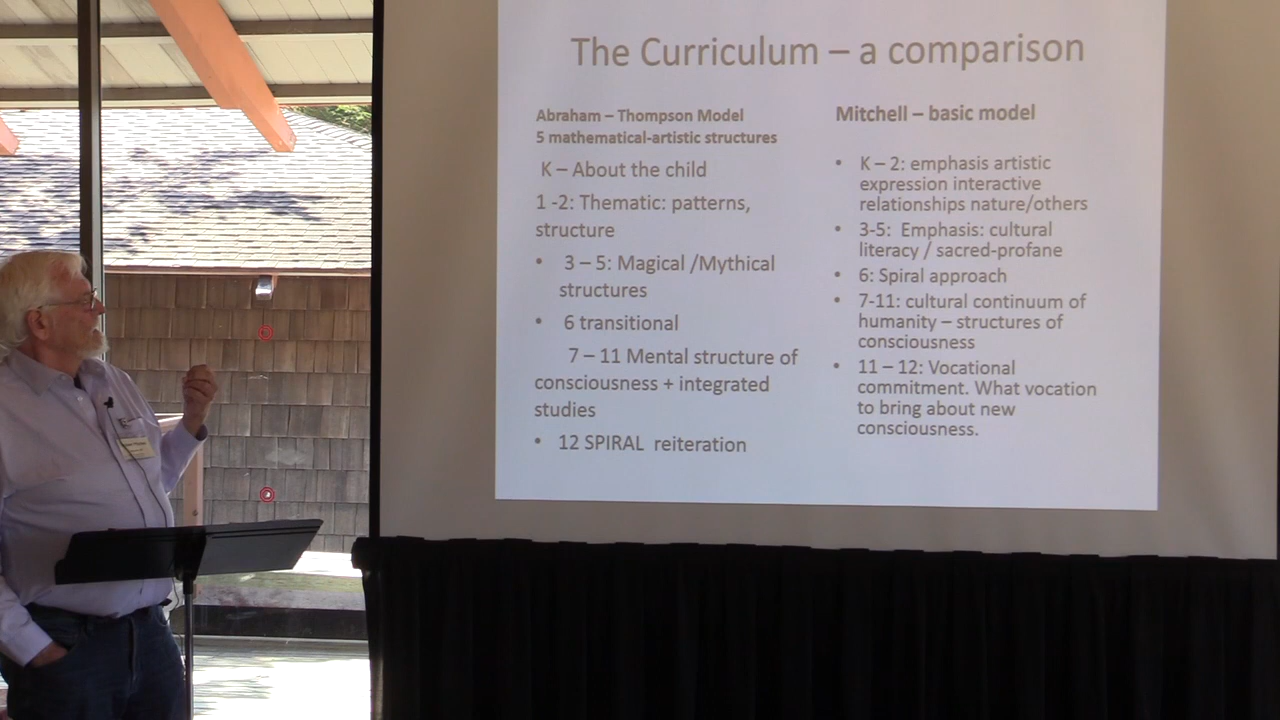 The Curriculum – a comparison
Abraham – Thompson Model
5 mathematical-artistic structures
K – About the child
1 -2: Thematic: patterns,
structure
• 3 – 5: Magical /Mythical
structures
• 6 transitional
7 – 11 Mental structure of
consciousness + integrated
studies
• 12 SPIRAL reiteration
Mitchell – basic model
• K – 2: emphasis artistic
expression interactive
relationships nature/others
• 3-5: Emphasis: cultural
literacy / sacred-profane
• 6: Spiral approach
• 7-11: cultural continuum of
humanity – structures of
consciousness
• 11 – 12: Vocational
commitment. What vocation
to bring about new
consciousness.